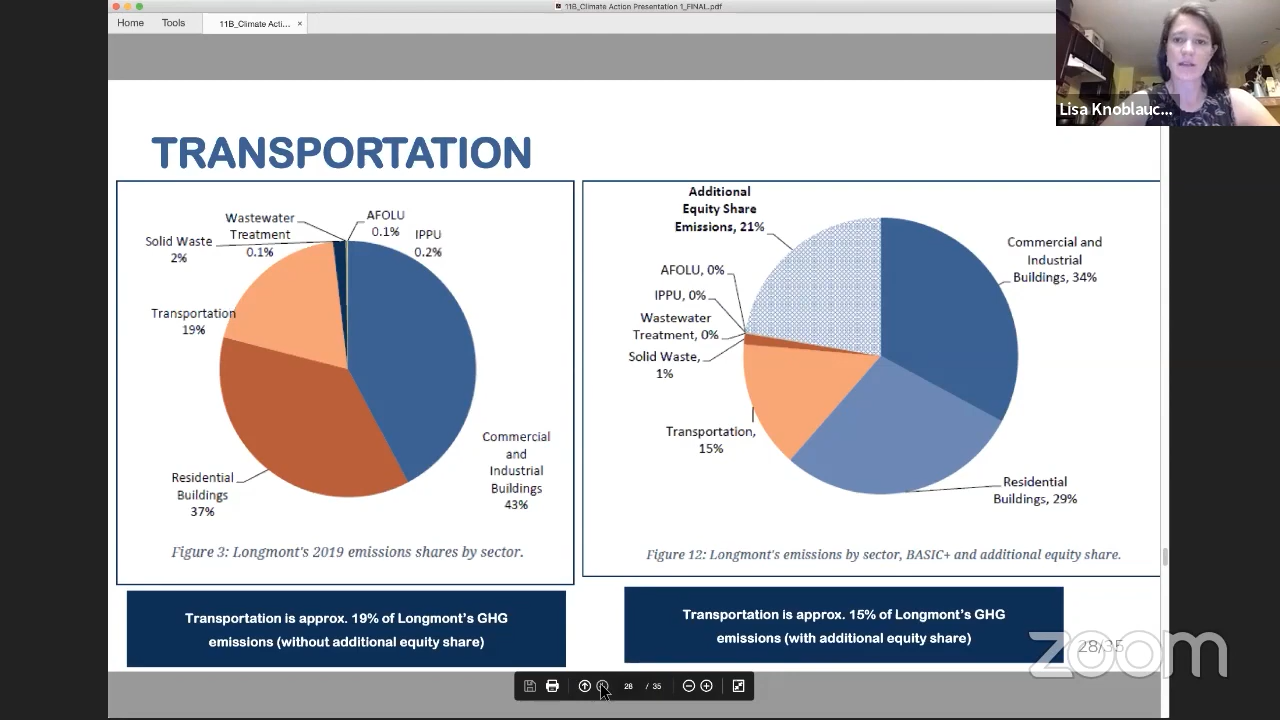 11B_Climate Action Presentation 1_FINAL.pdf
Home
Tools
11B_Climate Acti...
×
Lisa Knoblauc...
TRANSPORTATION
Wastewater
Treatment
0.1%
AFOLU
0.1%
IPPU
0.2%
Solid Waste
2%
Transportation
19%
Residential
Buildings
37%
Commercial
and
Industrial
Buildings
43%
Figure 3: Longmont's 2019 emissions shares by sector.
Additional
Equity Share
Emissions, 21%
AFOLU, 0%
IPPU, 0%
Wastewater
Treatment, 0%
Solid Waste,
1%
Transportation,
15%
Commercial and
Industrial
Buildings, 34%
Residential
Buildings, 29%
Figure 12: Longmont's emissions by sector, BASIC+ and additional equity share.
Transportation is approx. 19% of Longmont's GHG
emissions (without additional equity share)
Transportation is approx. 15% of Longmont's GHG
emissions (with additional equity share)
28/35
zoom
28 / 35